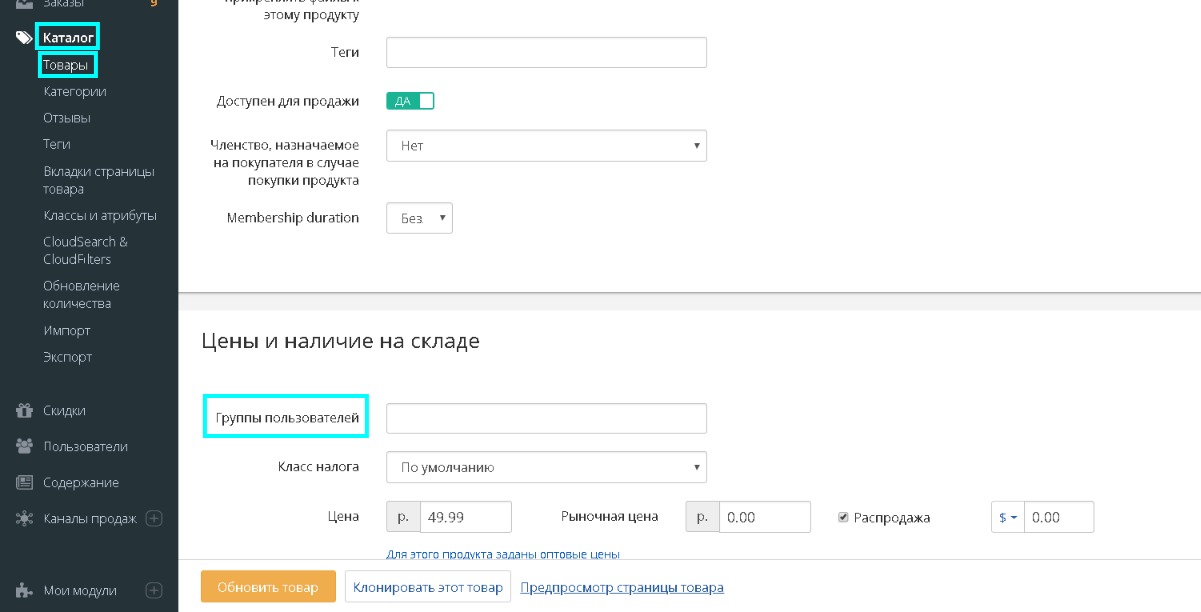 Заказы 9
Каталог
Товары
Категории
Отзывы
Теги
Вкладки страницы
товара
Классы и атрибуты
CloudSearch &
CloudFilters
Обновление
количества
Импорт
Экспорт
Скидки
Пользователи
Содержание
Каналы продаж
Мои модули
этому продукту
Теги
Доступен для продажи ДА
Членство, назначаемое
на покупателя в случае
покупки продукта
Нет
Membership duration Без
Цены и наличие на складе
Группы пользователей
Класс налога По умолчанию
Цена р. 49.99 Рыночная цена р. 0.00 Распродажа $ 0.00
Для этого продукта заданы оптовые цены
Обновить товар Клонировать этот товар Предпросмотр страницы товара